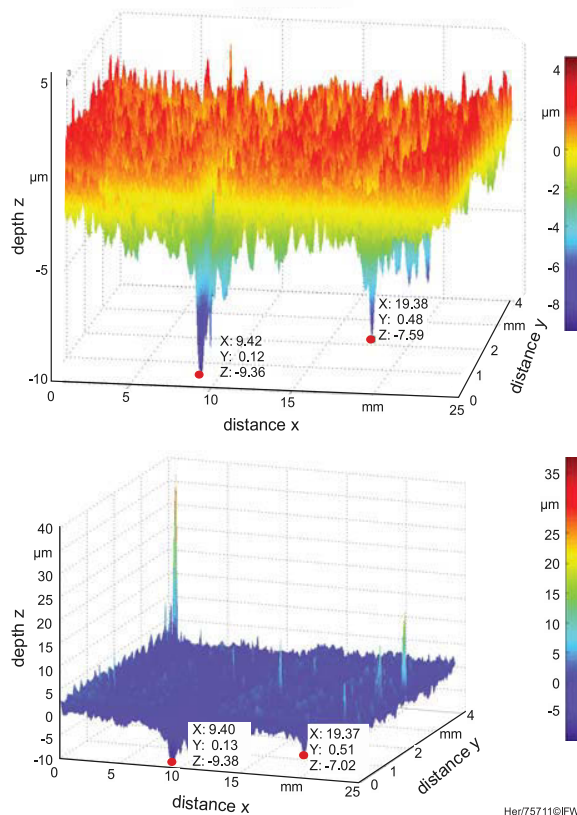 5
3
µm
-5
-10
depth z
X: 9.42
Y: 0.12
Z: -9.36
X: 19.38
Y: 0.48
Z: -7.59
0
5
10
15
mm
25
distance x
0
1
2
mm
4
distance y
4
µm
0
-2
-4
-6
-8
40
µm
30
25
20
15
10
5
0
-5
-10
depth z
X: 9.40
Y: 0.13
Z: -9.38
X: 19.37
Y: 0.51
Z: -7.02
0
5
10
15
mm
25
distance x
0
1
2
mm
4
distance y
35
µm
25
20
15
10
5
0
-5
Her/75711©IFW